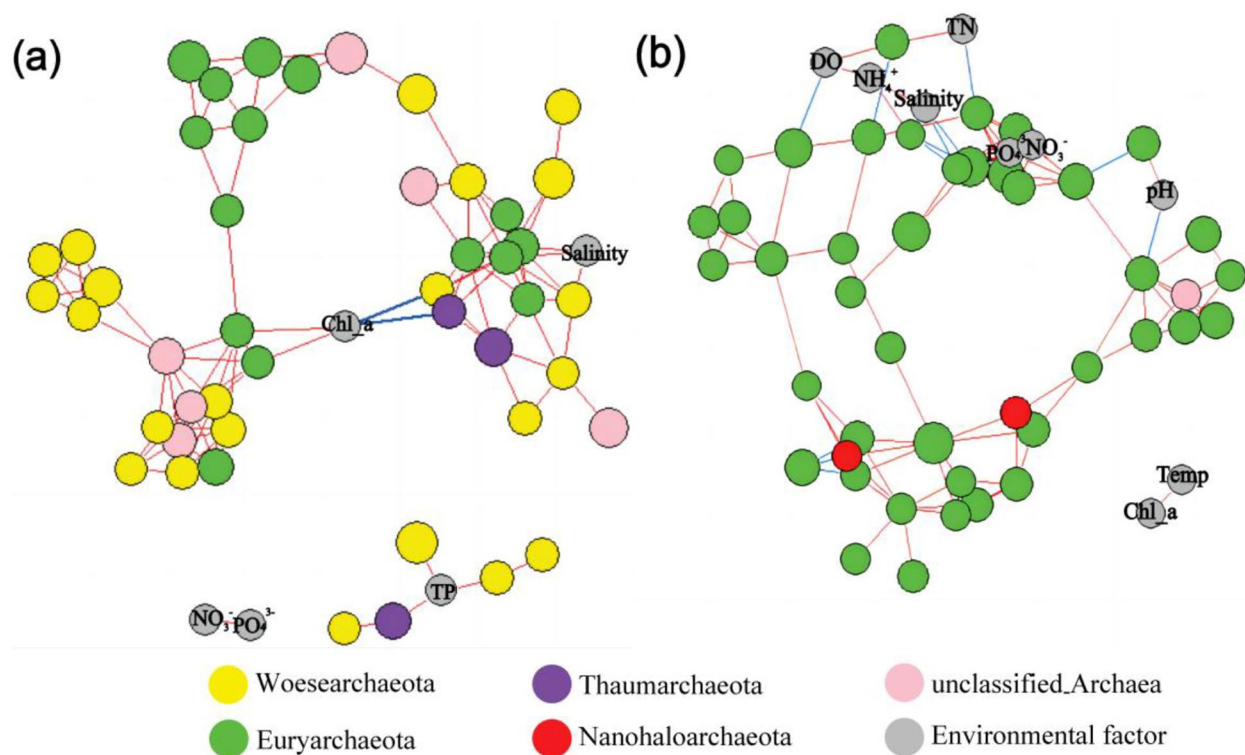 (a)
Salinity
Chl_a
TP
NO₃⁻
PO₄³⁻
(b)
TN
DO
NH₄⁺
Salinity
PO₄³⁻
NO₃⁻
pH
Temp
Chl_a
Woesearchaeota
Thaumarchaeota
unclassified_Archaea
Euryarchaeota
Nanohaloarchaeota
Environmental factor